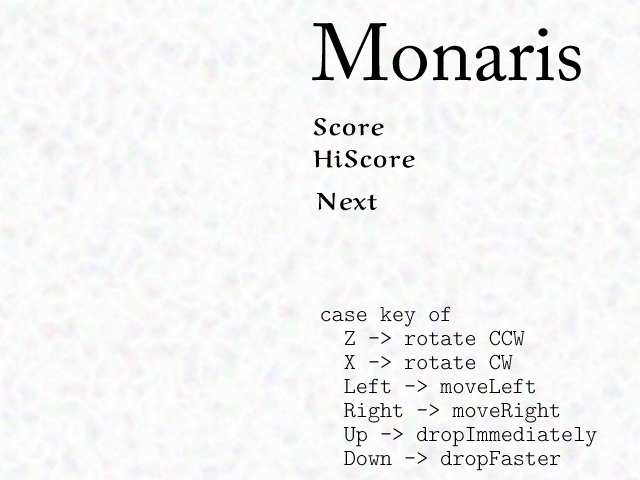 Monaris
Score
HiScore
Next
case key of
  Z -> rotate CCW
  X -> rotate CW
  Left -> moveLeft
  Right -> moveRight
  Up -> dropImmediately
  Down -> dropFaster